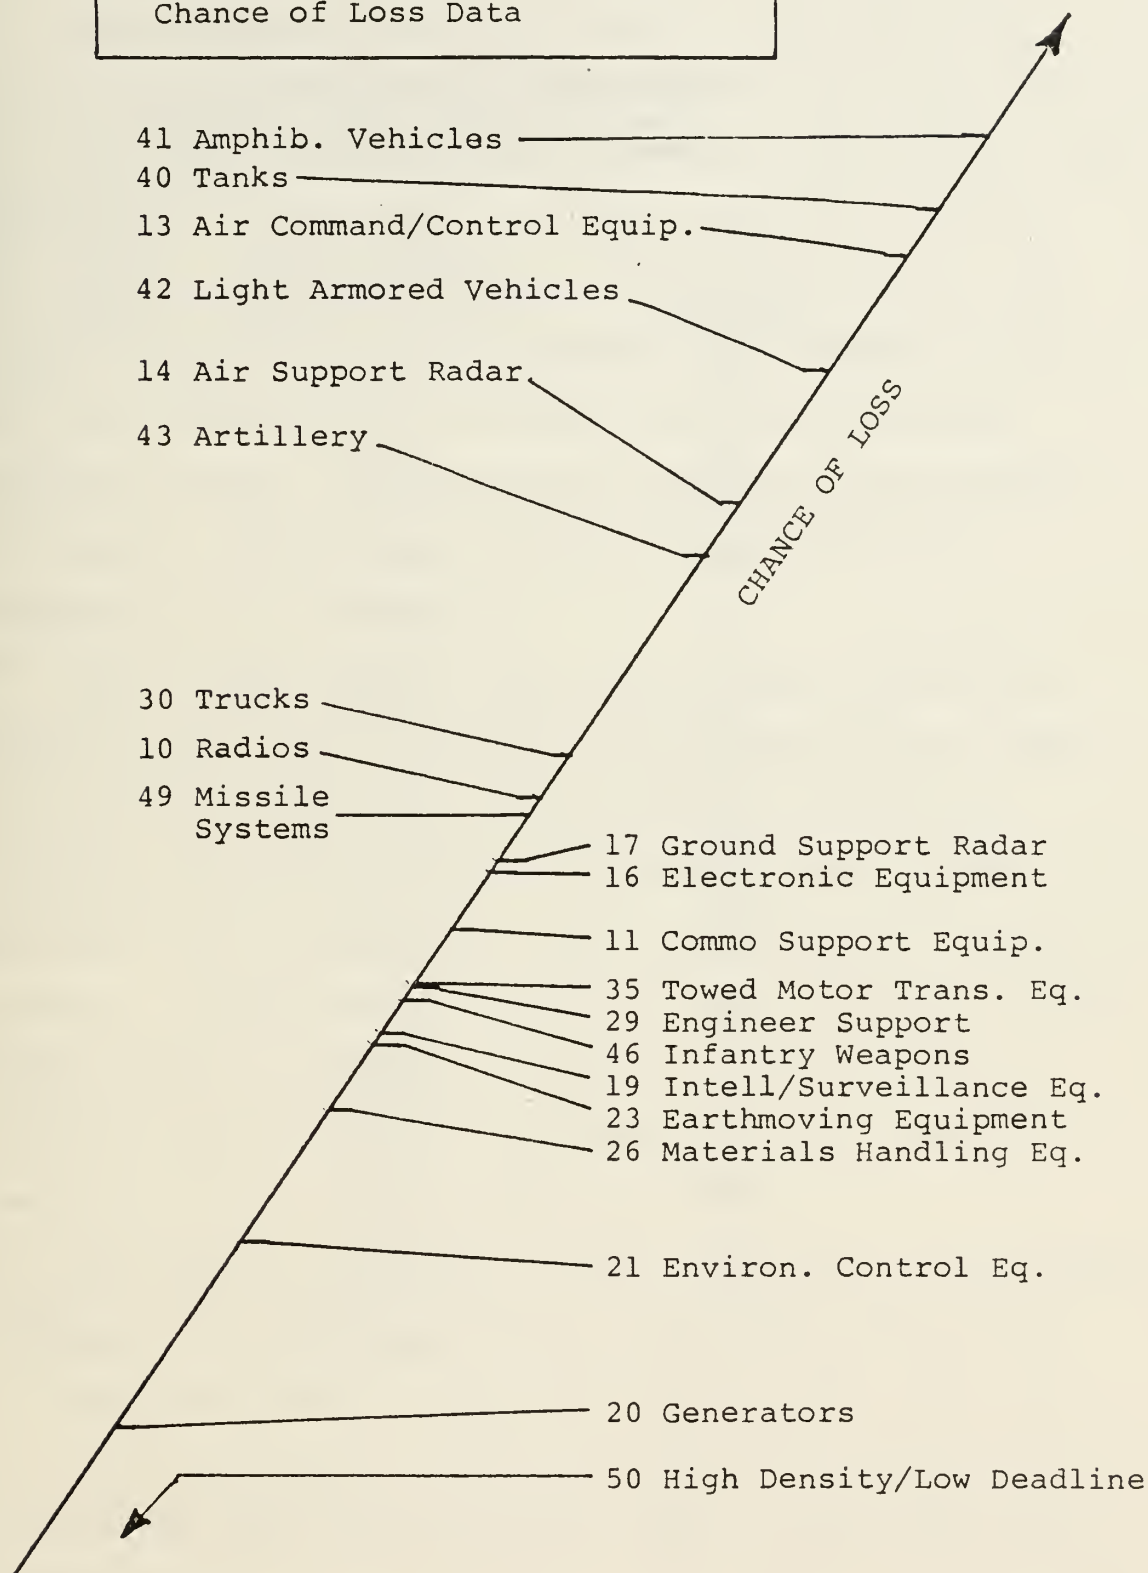 Chance of Loss Data
41 Amphib. Vehicles
40 Tanks
13 Air Command/Control Equip.
42 Light Armored Vehicles
14 Air Support Radar
43 Artillery
CHANCE OF LOSS
30 Trucks
10 Radios
49 Missile
Systems
17 Ground Support Radar
16 Electronic Equipment
11 Commo Support Equip.
35 Towed Motor Trans. Eq.
29 Engineer Support
46 Infantry Weapons
19 Intell/Surveillance Eq.
23 Earthmoving Equipment
26 Materials Handling Eq.
21 Environ. Control Eq.
20 Generators
50 High Density/Low Deadline